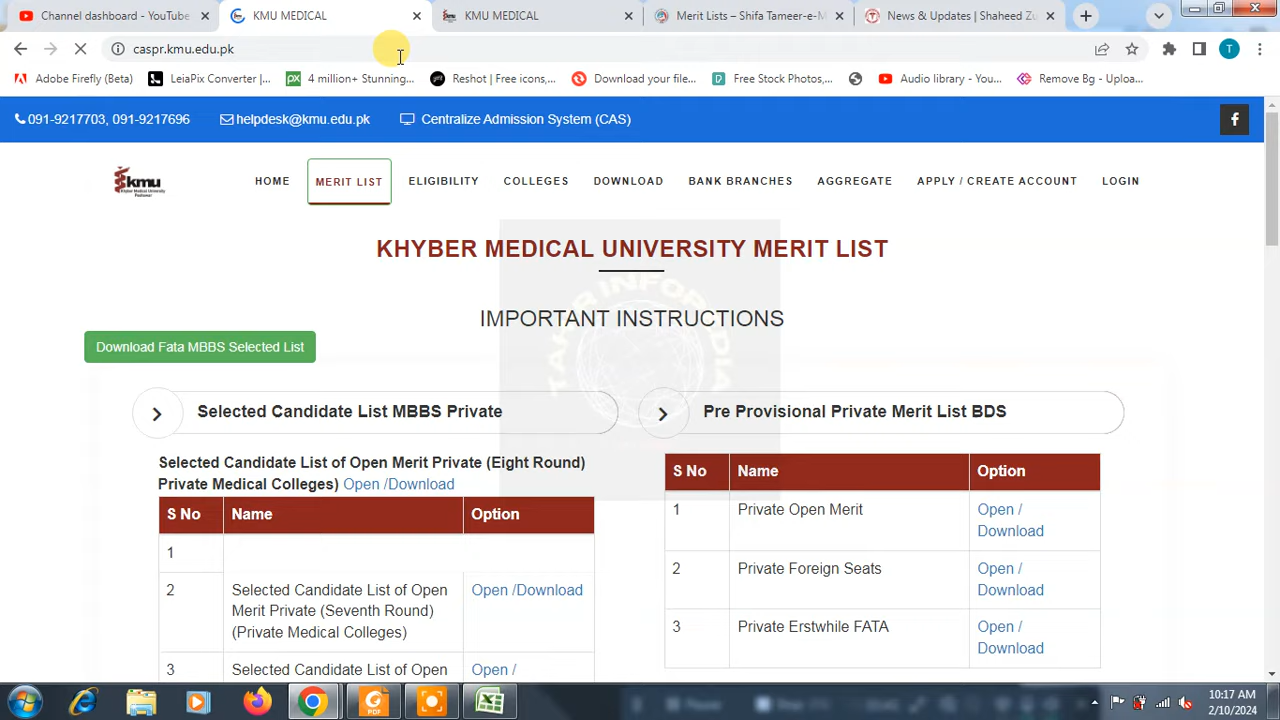 Channel dashboard - YouTube
KMU MEDICAL
KMU MEDICAL
Merit Lists – Shifa Tameer-e-M
News & Updates | Shaheed Zu
caspr.kmu.edu.pk
T
Adobe Firefly (Beta)
LeiaPix Converter |...
4 million+ Stunning...
Reshot | Free icons,...
Download your file...
Free Stock Photos,...
Audio library - You...
Remove Bg - Uploa...
091-9217703, 091-9217696
helpdesk@kmu.edu.pk
Centralize Admission System (CAS)
kmu
Khyber Medical University
Peshawar
HOME
MERIT LIST
ELIGIBILITY
COLLEGES
DOWNLOAD
BANK BRANCHES
AGGREGATE
APPLY / CREATE ACCOUNT
LOGIN
KHYBER MEDICAL UNIVERSITY MERIT LIST
IMPORTANT INSTRUCTIONS
Download Fata MBBS Selected List
Selected Candidate List MBBS Private
Selected Candidate List of Open Merit Private (Eight Round)
Private Medical Colleges) Open /Download
S No Name Option
1
2 Selected Candidate List of Open Open /Download
Merit Private (Seventh Round)
(Private Medical Colleges)
3 Selected Candidate List of Open Open /
Pre Provisional Private Merit List BDS
S No Name Option
1 Private Open Merit Open /
Download
2 Private Foreign Seats Open /
Download
3 Private Erstwhile FATA Open /
Download
10:17 AM
2/10/2024